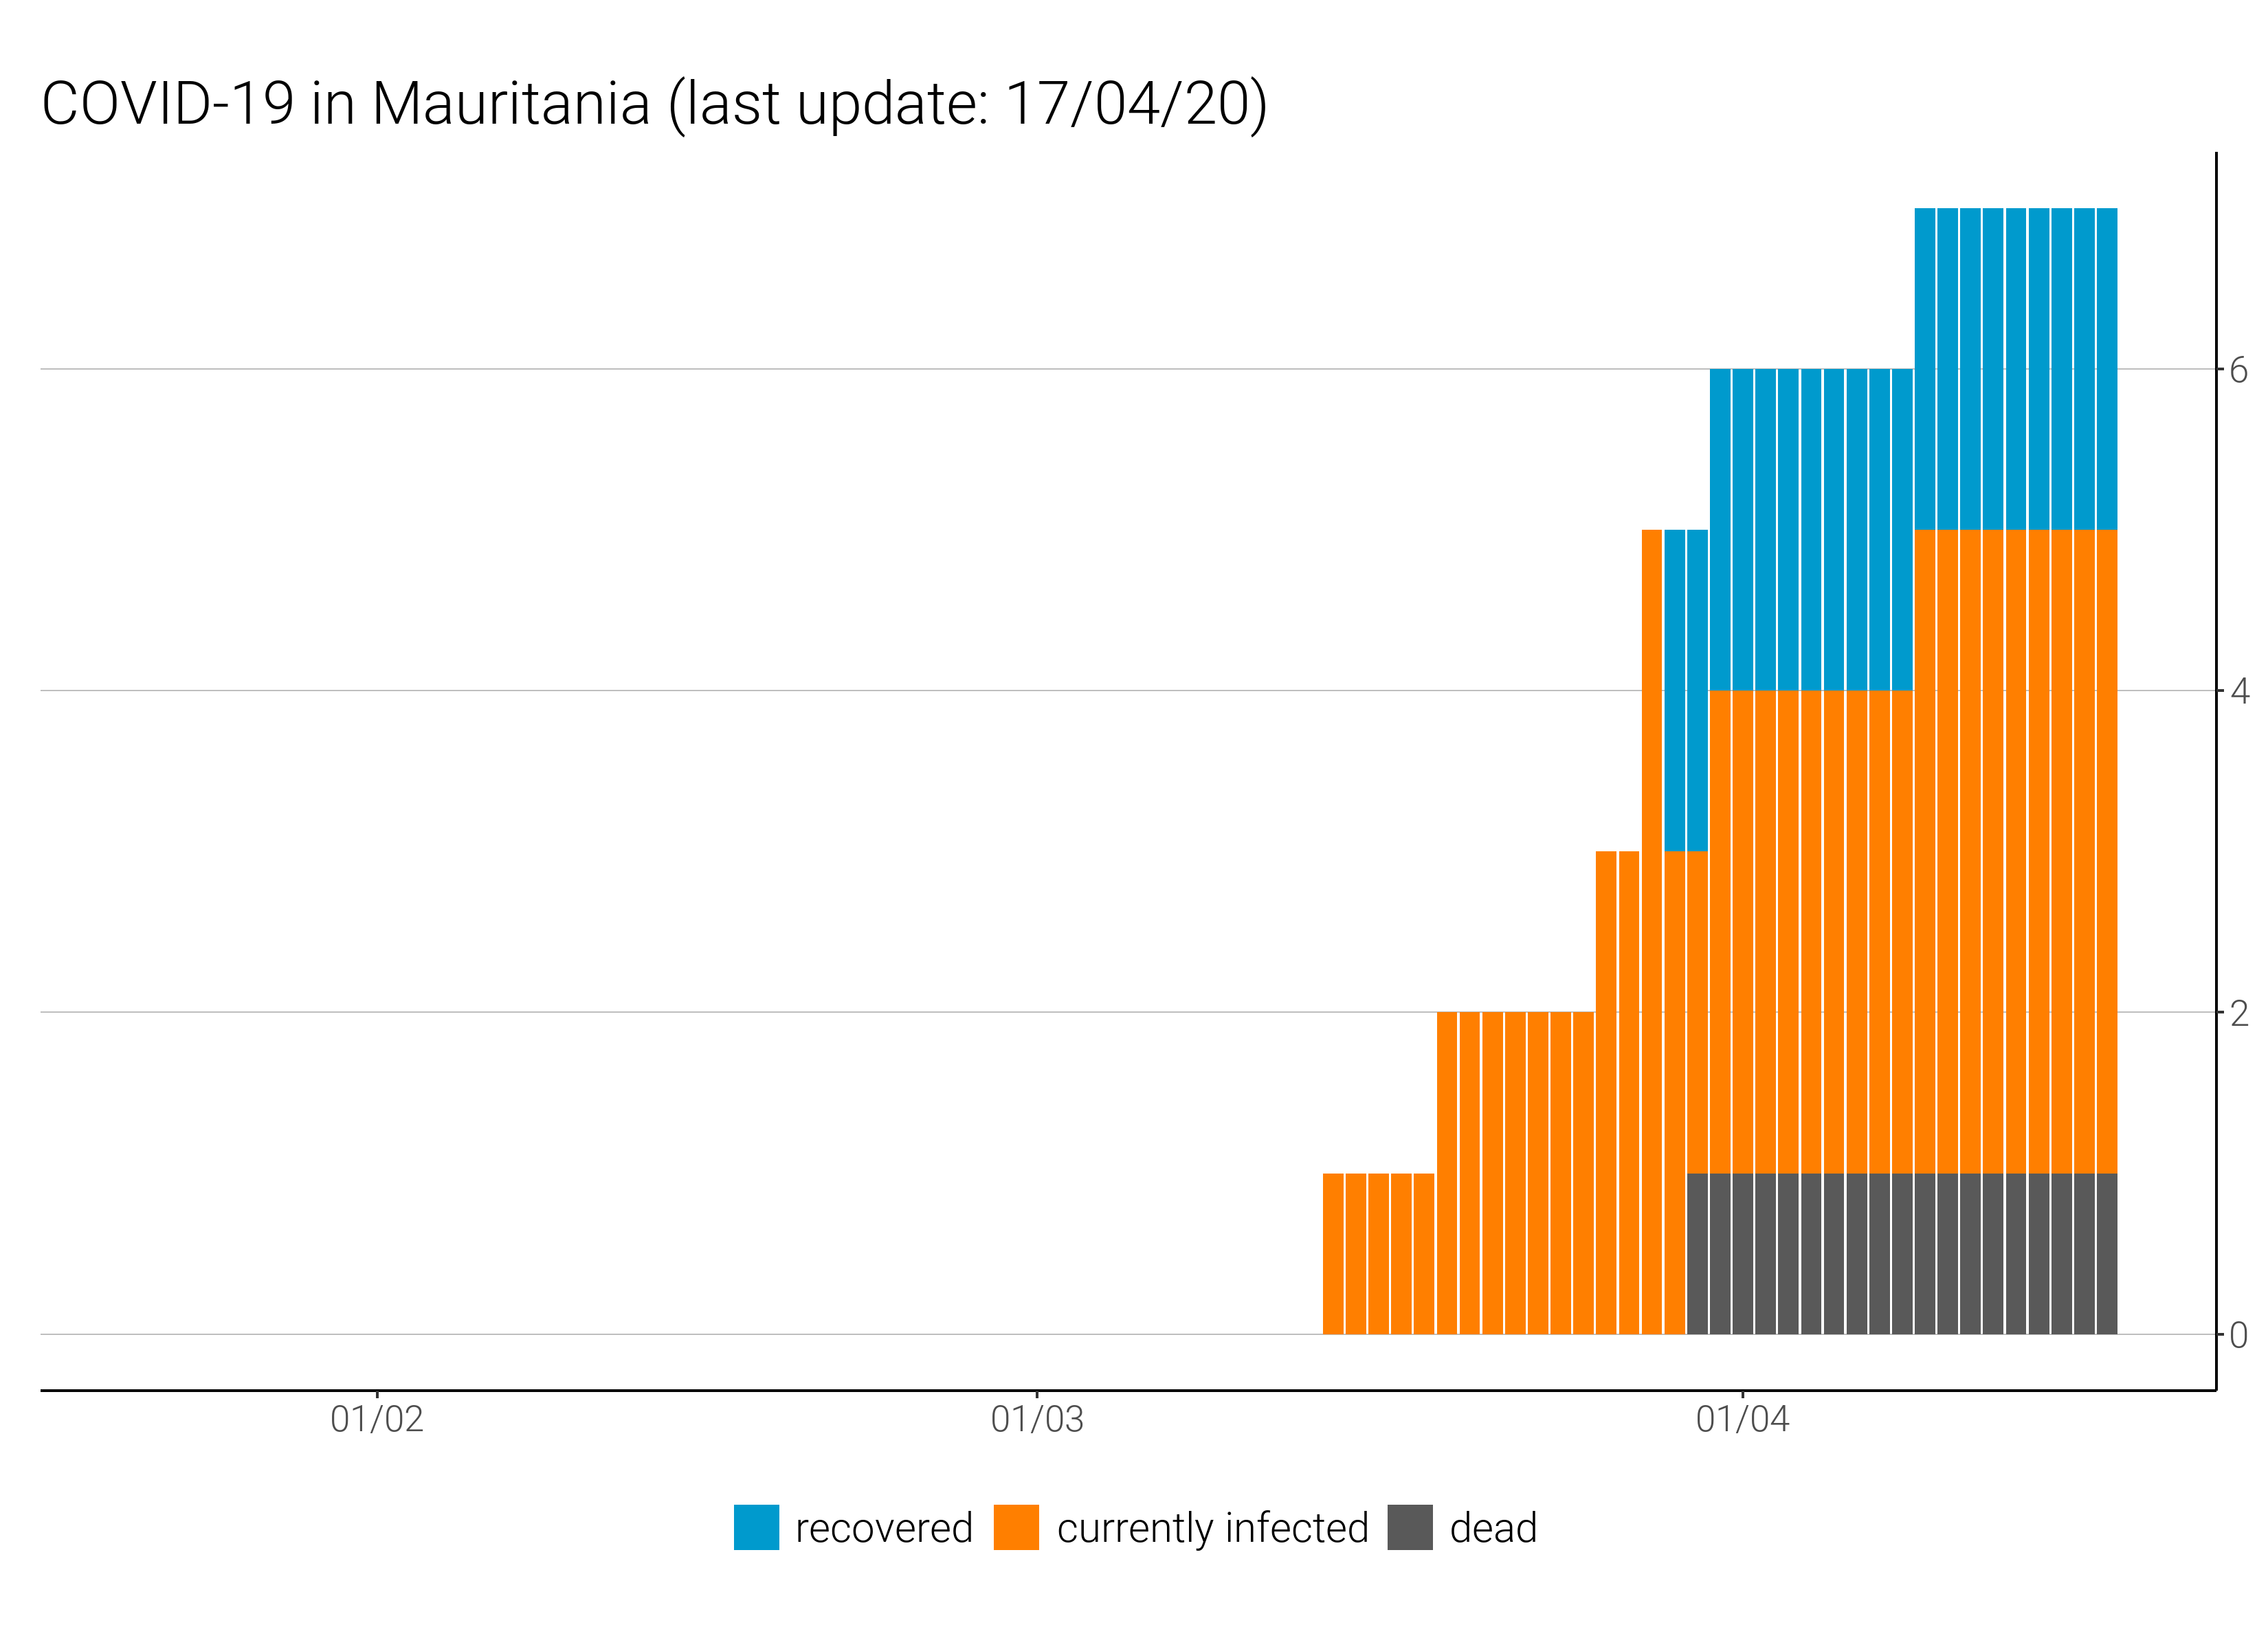 COVID-19 in Mauritania (last update: 17/04/20)
6
4
2
0
01/02 01/03 01/04
recovered currently infected dead